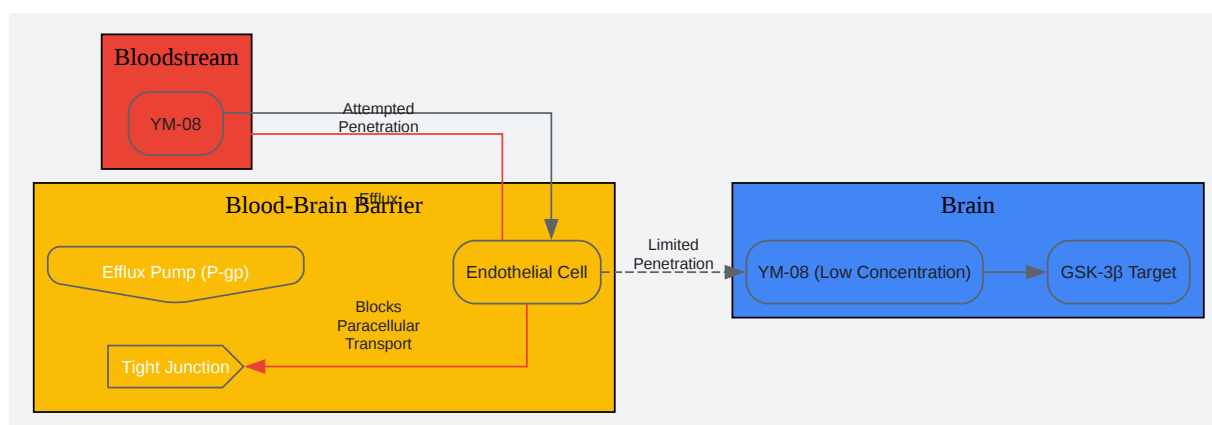 Bloodstream
YM-08
Attempted
Penetration
Efflux
Blood-Brain Barrier
Efflux Pump (P-gp)
Endothelial Cell
Blocks
Paracellular
Transport
Tight Junction
Limited
Penetration
Brain
YM-08 (Low Concentration)
GSK-3β Target